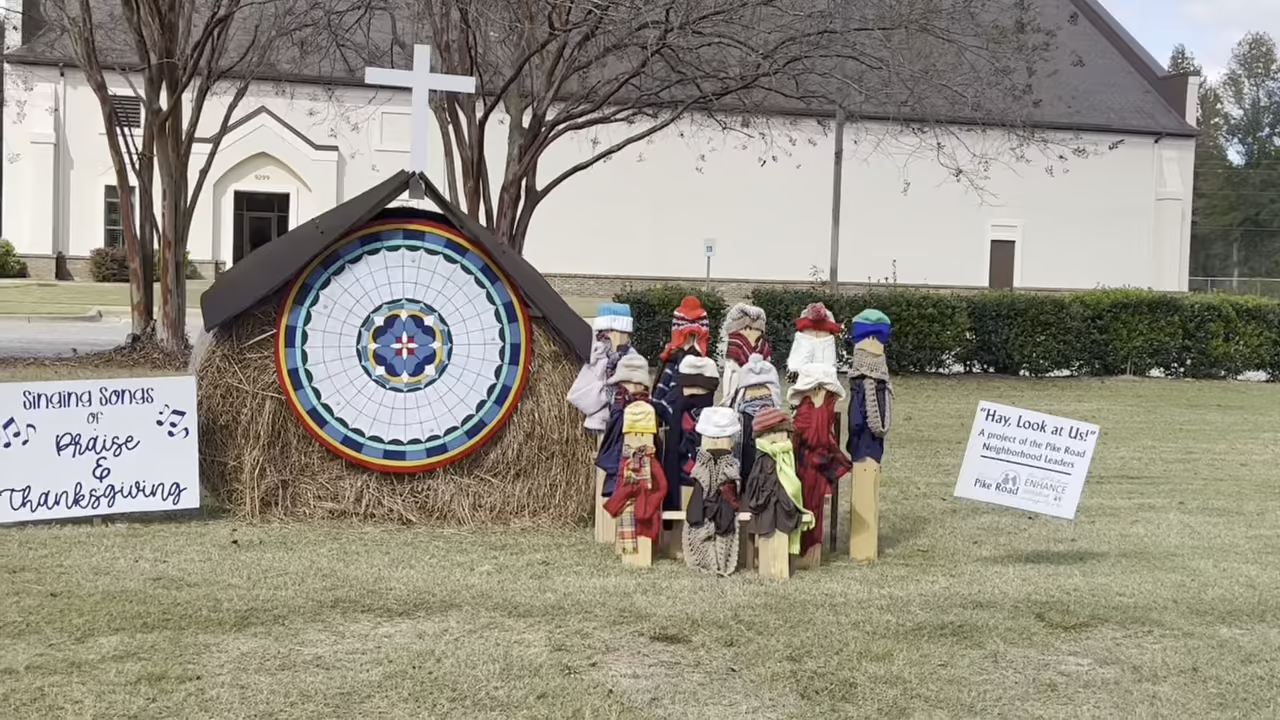 9299
Singing Songs
of
Praise
&
Thanksgiving
"Hay, Look at Us!"
A project of the Pike Road
Neighborhood Leaders
Pike Road
ENHANCE